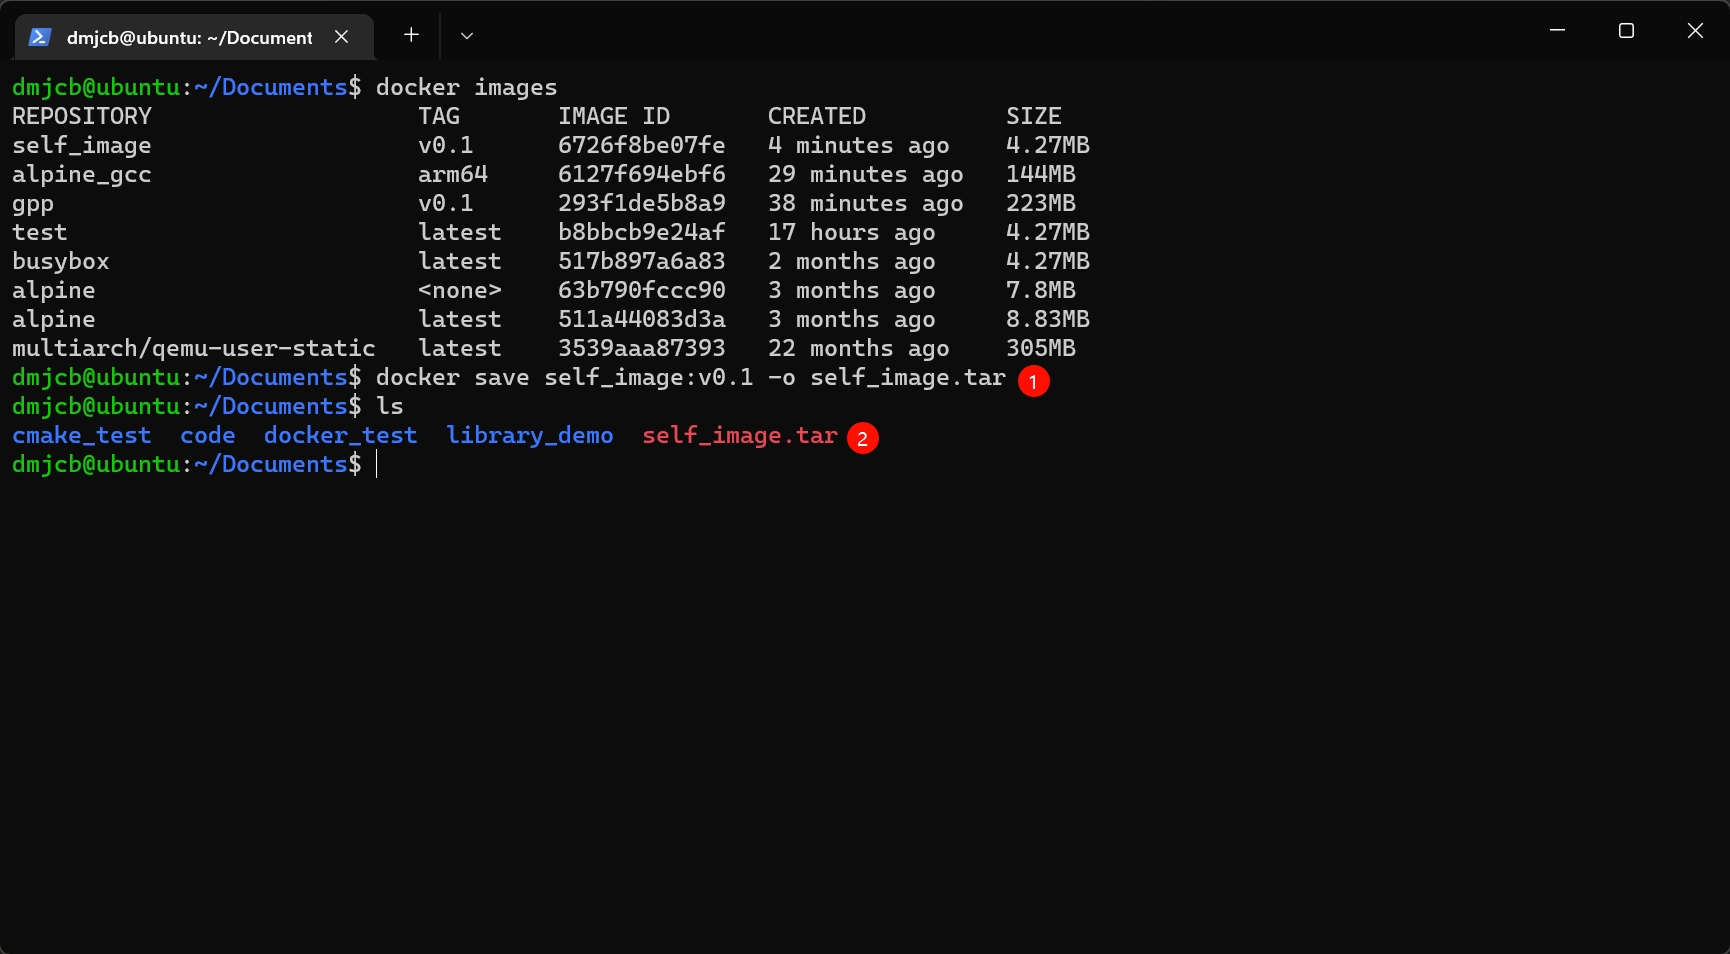 dmjcb@ubuntu: ~/Document
dmjcb@ubuntu:~/Documents$ docker images
REPOSITORY TAG IMAGE ID CREATED SIZE
self_image v0.1 6726f8be07fe 4 minutes ago 4.27MB
alpine_gcc arm64 6127f694ebf6 29 minutes ago 144MB
gpp v0.1 293f1de5b8a9 38 minutes ago 223MB
test latest b8bbcb9e24af 17 hours ago 4.27MB
busybox latest 517b897a6a83 2 months ago 4.27MB
alpine <none> 63b790fccc90 3 months ago 7.8MB
alpine latest 511a44083d3a 3 months ago 8.83MB
multiarch/qemu-user-static latest 3539aaa87393 22 months ago 305MB
dmjcb@ubuntu:~/Documents$ docker save self_image:v0.1 -o self_image.tar 1
dmjcb@ubuntu:~/Documents$ ls
cmake_test code docker_test library_demo self_image.tar 2
dmjcb@ubuntu:~/Documents$